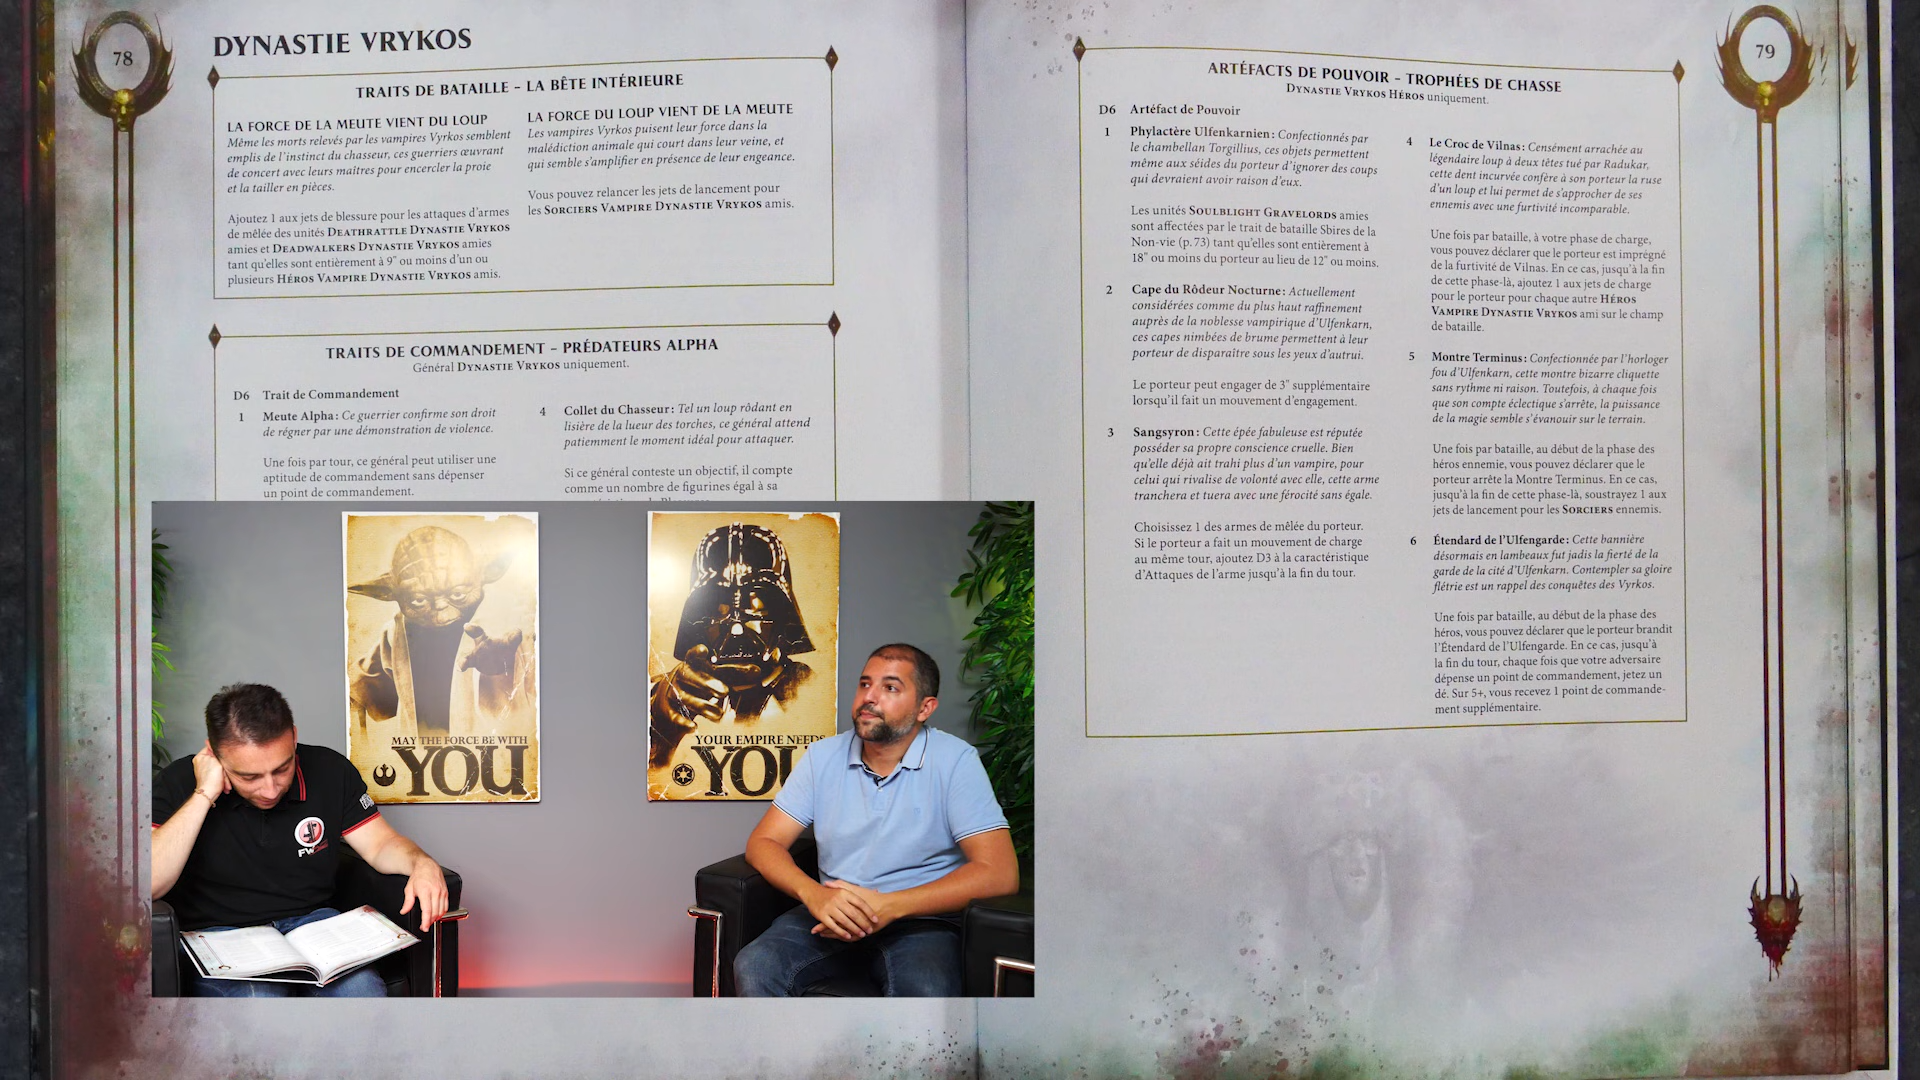 78
DYNASTIE VRYKOS
TRAITS DE BATAILLE – LA BÊTE INTÉRIEURE
LA FORCE DE LA MEUTE VIENT DU LOUP
Même les morts relevés par les vampires Vyrkos semblent
emplis de l'instinct du chasseur, ces guerriers œuvrant
de concert avec leurs maîtres pour encercler la proie
et la tailler en pièces.
Ajoutez 1 aux jets de blessure pour les attaques d'armes
de mêlée des unités DEATHRATTLE DYNASTIE VRYKOS
amies et DEADWALKERS DYNASTIE VRYKOS amies
tant qu'elles sont entièrement à 9" ou moins d'un ou
plusieurs HÉROS VAMPIRE DYNASTIE VRYKOS amis.
LA FORCE DU LOUP VIENT DE LA MEUTE
Les vampires Vyrkos puisent leur force dans la
malédiction animale qui court dans leur veine, et
qui semble s'amplifier en présence de leur engeance.
Vous pouvez relancer les jets de lancement pour
les SORCIERS VAMPIRE DYNASTIE VRYKOS amis.
TRAITS DE COMMANDEMENT – PRÉDATEURS ALPHA
Général DYNASTIE VRYKOS uniquement.
D6 Trait de Commandement
1 Meute Alpha : Ce guerrier confirme son droit
de régner par une démonstration de violence.
Une fois par tour, ce général peut utiliser une
aptitude de commandement sans dépenser
un point de commandement.
4 Collet du Chasseur : Tel un loup rôdant en
lisière de la lueur des torches, ce général attend
patiemment le moment idéal pour attaquer.
Si ce général conteste un objectif, il compte
comme un nombre de figurines égal à sa
79
ARTÉFACTS DE POUVOIR – TROPHÉES DE CHASSE
DYNASTIE VRYKOS HÉROS uniquement.
D6 Artéfact de Pouvoir
1 Phylactère Ulfenkarnien : Confectionnés par
le chambellan Torgillius, ces objets permettent
même aux séides du porteur d'ignorer des coups
qui devraient avoir raison d'eux.
Les unités SOULBLIGHT GRAVELORDS amies
sont affectées par le trait de bataille Sbires de la
Non-vie (p.73) tant qu'elles sont entièrement à
18" ou moins du porteur au lieu de 12" ou moins.
2 Cape du Rôdeur Nocturne : Actuellement
considérées comme du plus haut raffinement
auprès de la noblesse vampirique d'Ulfenkarn,
ces capes nimbées de brume permettent à leur
porteur de disparaître sous les yeux d'autrui.
Le porteur peut engager de 3" supplémentaire
lorsqu'il fait un mouvement d'engagement.
3 Sangsyron : Cette épée fabuleuse est réputée
posséder sa propre conscience cruelle. Bien
qu'elle déjà ait trahi plus d'un vampire, pour
celui qui rivalise de volonté avec elle, cette arme
tranchera et tuera avec une férocité sans égale.
Choisissez 1 des armes de mêlée du porteur.
Si le porteur a fait un mouvement de charge
au même tour, ajoutez D3 à la caractéristique
d'Attaques de l'arme jusqu'à la fin du tour.
4 Le Croc de Vilnas : Censément arrachée au
légendaire loup à deux têtes tué par Radukar,
cette dent incurvée confère à son porteur la ruse
d'un loup et lui permet de s'approcher de ses
ennemis avec une furtivité incomparable.
Une fois par bataille, à votre phase de charge,
vous pouvez déclarer que le porteur est imprégné
de la furtivité de Vilnas. En ce cas, jusqu'à la fin
de cette phase-là, ajoutez 1 aux jets de charge
pour le porteur pour chaque autre HÉROS
VAMPIRE DYNASTIE VRYKOS ami sur le champ
de bataille.
5 Montre Terminus : Confectionnée par l'horloger
fou d'Ulfenkarn, cette montre bizarre cliquette
sans rythme ni raison. Toutefois, à chaque fois
que son compte éclectique s'arrête, la puissance
de la magie semble s'évanouir sur le terrain.
Une fois par bataille, au début de la phase des
héros ennemie, vous pouvez déclarer que le
porteur arrête la Montre Terminus. En ce cas,
jusqu'à la fin de cette phase-là, soustrayez 1 aux
jets de lancement pour les SORCIERS ennemis.
6 Étendard de l'Ulfengarde : Cette bannière
désormais en lambeaux fut jadis la fierté de la
garde de la cité d'Ulfenkarn. Contempler sa gloire
flétrie est un rappel des conquêtes des Vyrkos.
Une fois par bataille, au début de la phase des
héros, vous pouvez déclarer que le porteur brandit
l'Étendard de l'Ulfengarde. En ce cas, jusqu'à
la fin du tour, chaque fois que votre adversaire
dépense un point de commandement, jetez un
dé. Sur 5+, vous recevez 1 point de commande-
ment supplémentaire.
MAY THE FORCE BE WITH
YOU
YOUR EMPIRE NEEDS
YOU
FW